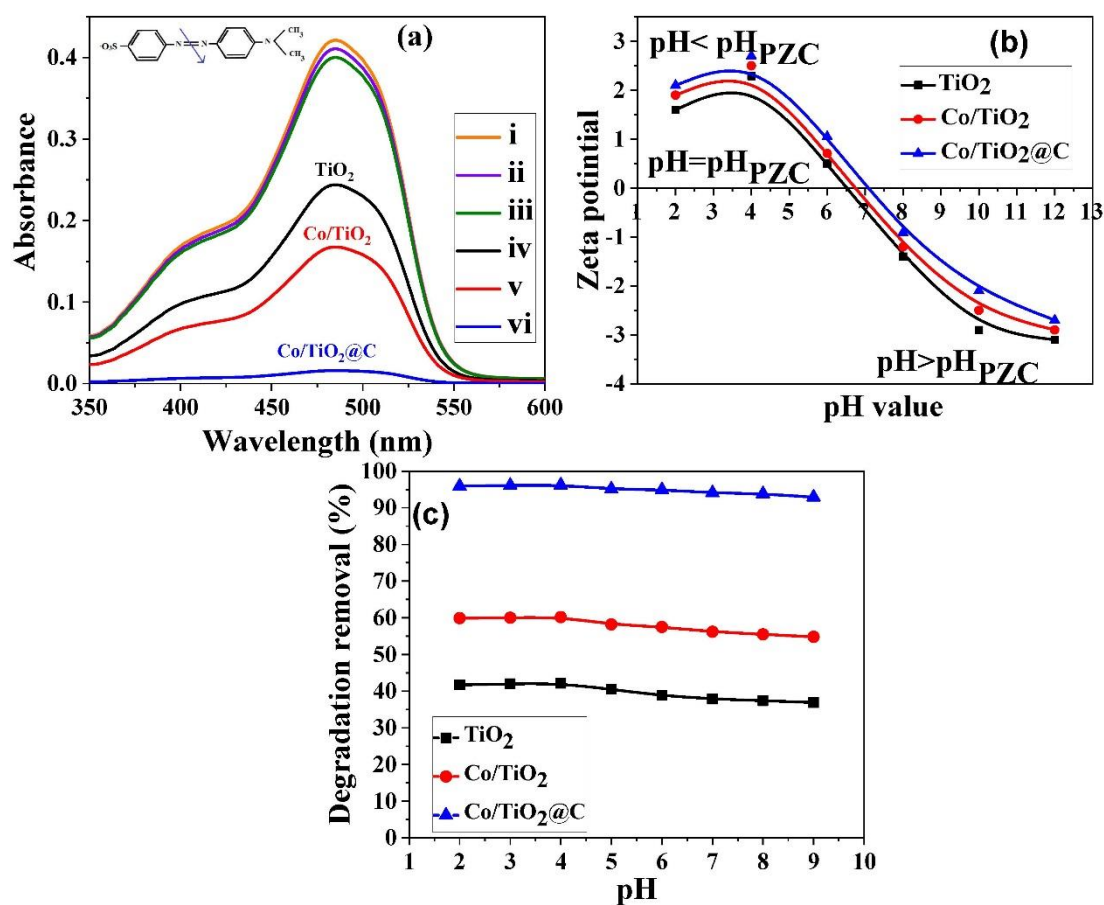 (a)
-O₃S
N
N
N
CH₃
CH₃
TiO₂
Co/TiO₂
Co/TiO₂@C
i
ii
iii
iv
v
vi
Absorbance
0.4
0.3
0.2
0.1
0.0
350 400 450 500 550 600
Wavelength (nm)
(b)
pH< pHPZC
pH=pHPZC
pH>pHPZC
TiO₂
Co/TiO₂
Co/TiO₂@C
Zeta potintial
3
2
1
0
-1
-2
-3
-4
1 2 3 4 5 6 7 8 9 10 11 12 13
pH value
(c)
Degradation removal (%)
100
90
80
70
60
50
40
30
20
10
0
TiO₂
Co/TiO₂
Co/TiO₂@C
1 2 3 4 5 6 7 8 9 10
pH